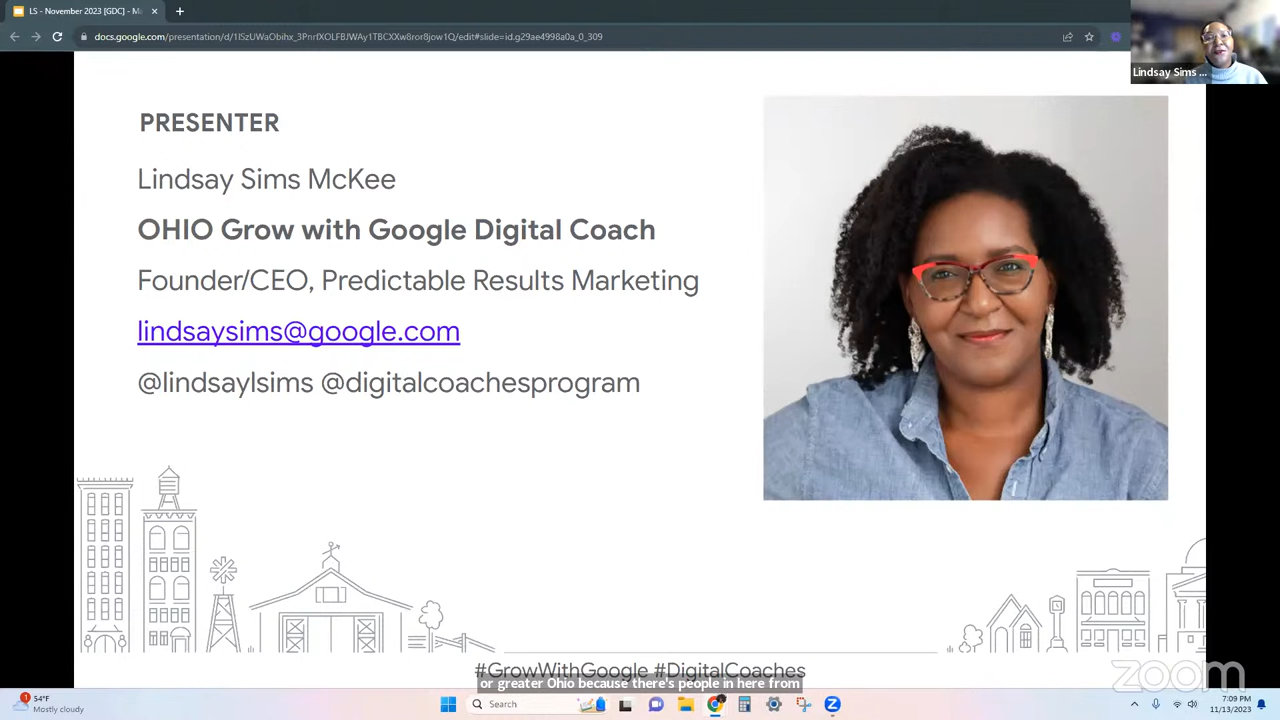 LS - November 2023 [GDC] - M
docs.google.com/presentation/d/1lSzUWaObihx_3PnrfXOLFBJWAy1TBCXXw8ror8jow1Q/edit#slide=id.g29ae4998a0a_0_309
Lindsay Sims ...
PRESENTER
Lindsay Sims McKee
OHIO Grow with Google Digital Coach
Founder/CEO, Predictable Results Marketing
lindsaysims@google.com
@lindsaylsims @digitalcoachesprogram
#GrowWithGoogle #DigitalCoaches
or greater Ohio because there's people in here from
zoom
1
54°F
Mostly cloudy
Search
7:09 PM
11/13/2023